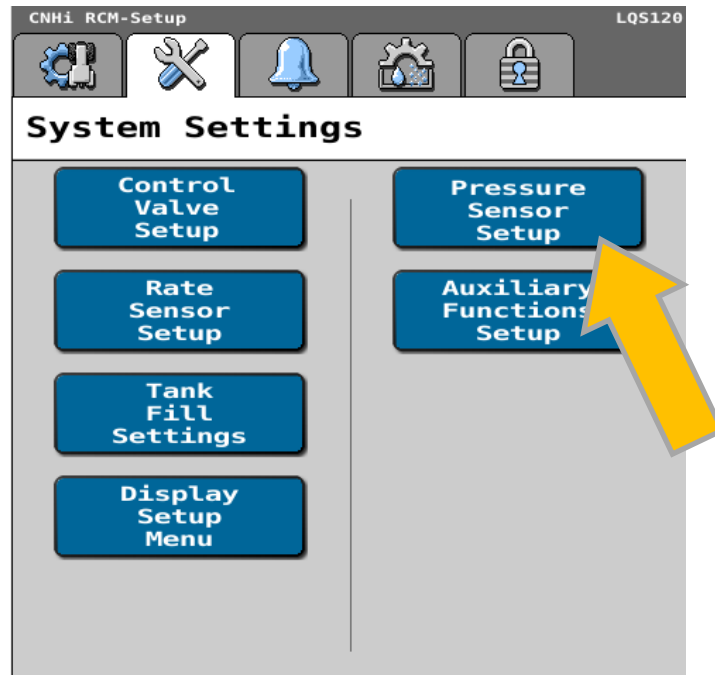 CNHi RCM-Setup LQS120
System Settings
Control
Valve
Setup
Pressure
Sensor
Setup
Rate
Sensor
Setup
Auxiliary
Functions
Setup
Tank
Fill
Settings
Display
Setup
Menu